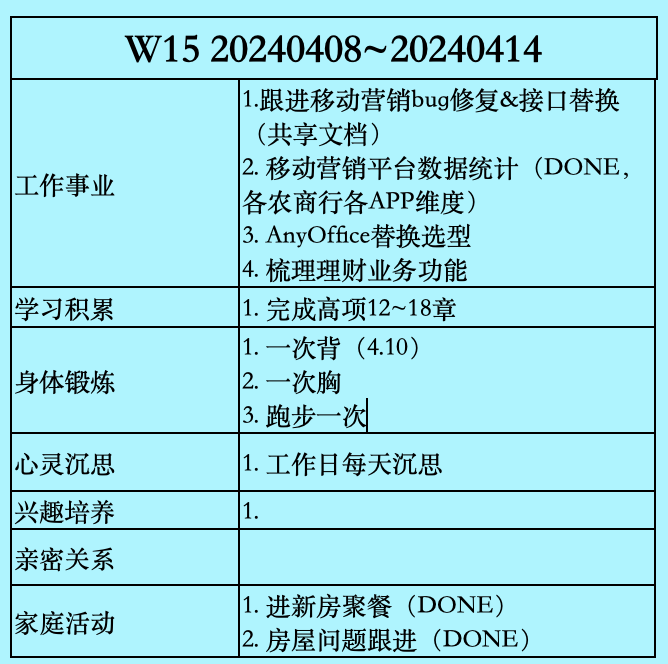 W15 20240408~20240414
工作事业
1.跟进移动营销bug修复&接口替换
（共享文档）
2. 移动营销平台数据统计（DONE，
各农商行各APP维度）
3. AnyOffice替换选型
4. 梳理理财业务功能
学习积累
1. 完成高项12~18章
身体锻炼
1. 一次背（4.10）
2. 一次胸
3. 跑步一次
心灵沉思
1. 工作日每天沉思
兴趣培养
1.
亲密关系
家庭活动
1. 进新房聚餐（DONE）
2. 房屋问题跟进（DONE）